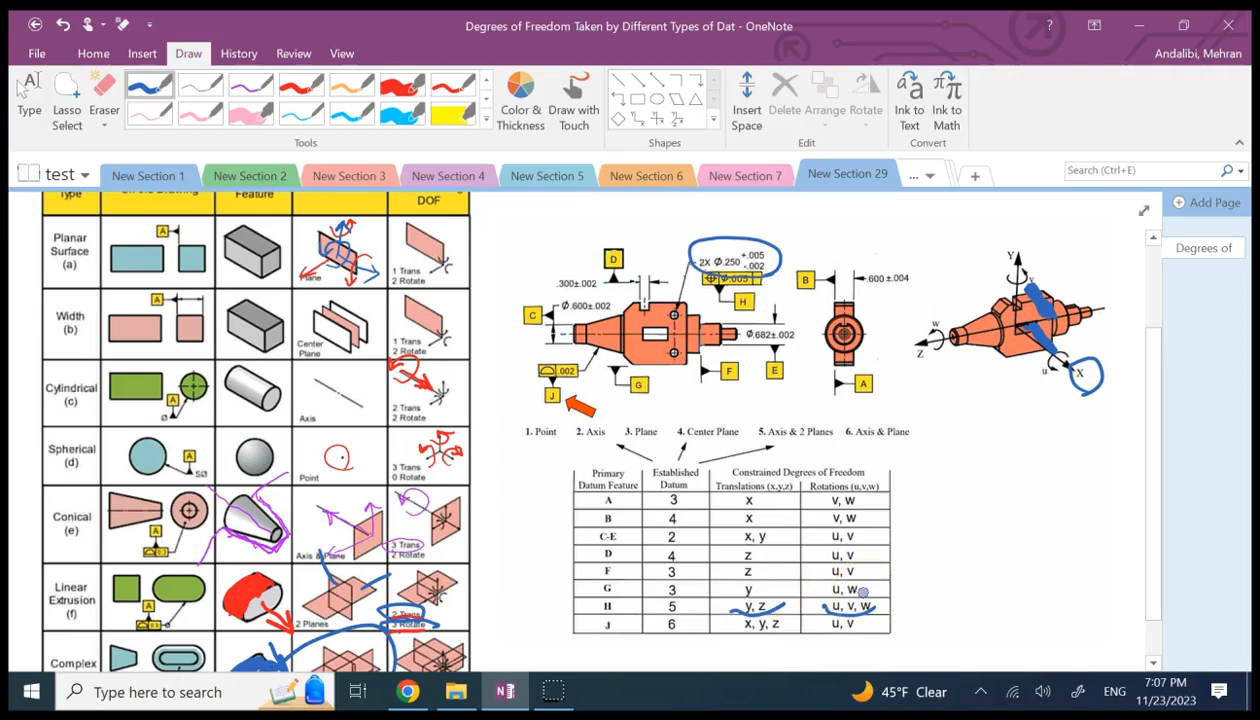 Degrees of Freedom Taken by Different Types of Dat - OneNote
?
Andalibi, Mehran
File Home Insert Draw History Review View
Type Lasso Select Eraser
Color & Thickness Draw with Touch
Insert Space Delete Arrange Rotate
Ink to Text Ink to Math
Tools Shapes Edit Convert
test New Section 1 New Section 2 New Section 3 New Section 4 New Section 5 New Section 6 New Section 7 New Section 29 ... Search (Ctrl+E)
Add Page
Degrees of
Type Feature DOF
Planar Surface (a) A Plane 1 Trans 2 Rotate
Width (b) A Center Plane 1 Trans 2 Rotate
Cylindrical (c) A Ø Axis 2 Trans 2 Rotate
Spherical (d) A SØ Point 3 Trans 0 Rotate
Conical (e) A Axis & Plane 3 Trans 2 Rotate
Linear Extrusion (f) A 2 Planes 2 Trans 3 Rotate
Complex
D
2X Ø.250 +.005 -.002
Ø.005
H
.300±.002
C Ø.600±.002
B .600 ±.004
Ø.682±.002
.002
J G F E A
Y v w Z u X
1. Point 2. Axis 3. Plane 4. Center Plane 5. Axis & 2 Planes 6. Axis & Plane
Primary Datum Feature Established Datum Constrained Degrees of Freedom
Translations (x,y,z) Rotations (u,v,w)
A 3 x v, w
B 4 x v, w
C-E 2 x, y u, v
D 4 z u, v
F 3 z u, v
G 3 y u, w
H 5 y, z u, v, w
J 6 x, y, z u, v
Type here to search
45°F Clear
ENG
7:07 PM
11/23/2023